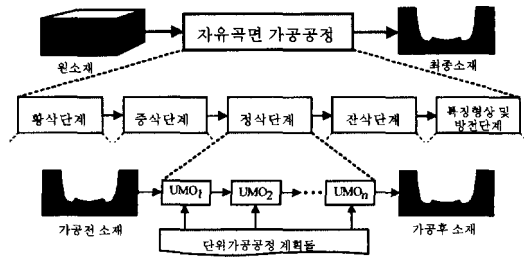 자유곡면 가공공정
원소재
최종소재
황삭단계
중삭단계
정삭단계
잔삭단계
특징형상 및
방전단계
UMO1
UMO2
UMOn
가공전 소재
가공후 소재
단위가공공정 계획들